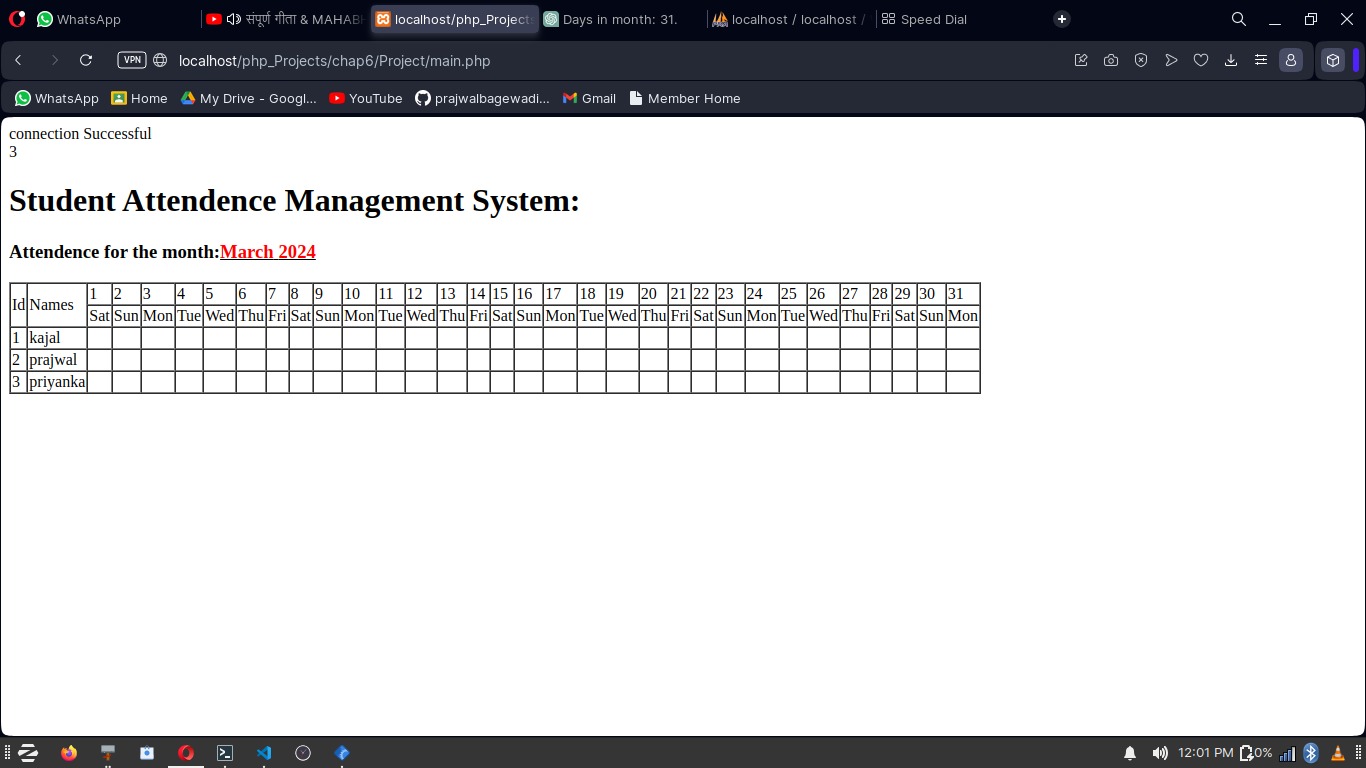 WhatsApp संपूर्ण गीता & MAHAB localhost/php_Project Days in month: 31. localhost / localhost / Speed Dial
VPN localhost/php_Projects/chap6/Project/main.php
WhatsApp Home My Drive - Googl... YouTube prajwalbagewadi... Gmail Member Home
connection Successful
3
Student Attendence Management System:
Attendence for the month:March 2024
Id Names 1 2 3 4 5 6 7 8 9 10 11 12 13 14 15 16 17 18 19 20 21 22 23 24 25 26 27 28 29 30 31
Sat Sun Mon Tue Wed Thu Fri Sat Sun Mon Tue Wed Thu Fri Sat Sun Mon Tue Wed Thu Fri Sat Sun Mon Tue Wed Thu Fri Sat Sun Mon
1 kajal
2 prajwal
3 priyanka
12:01 PM 0%